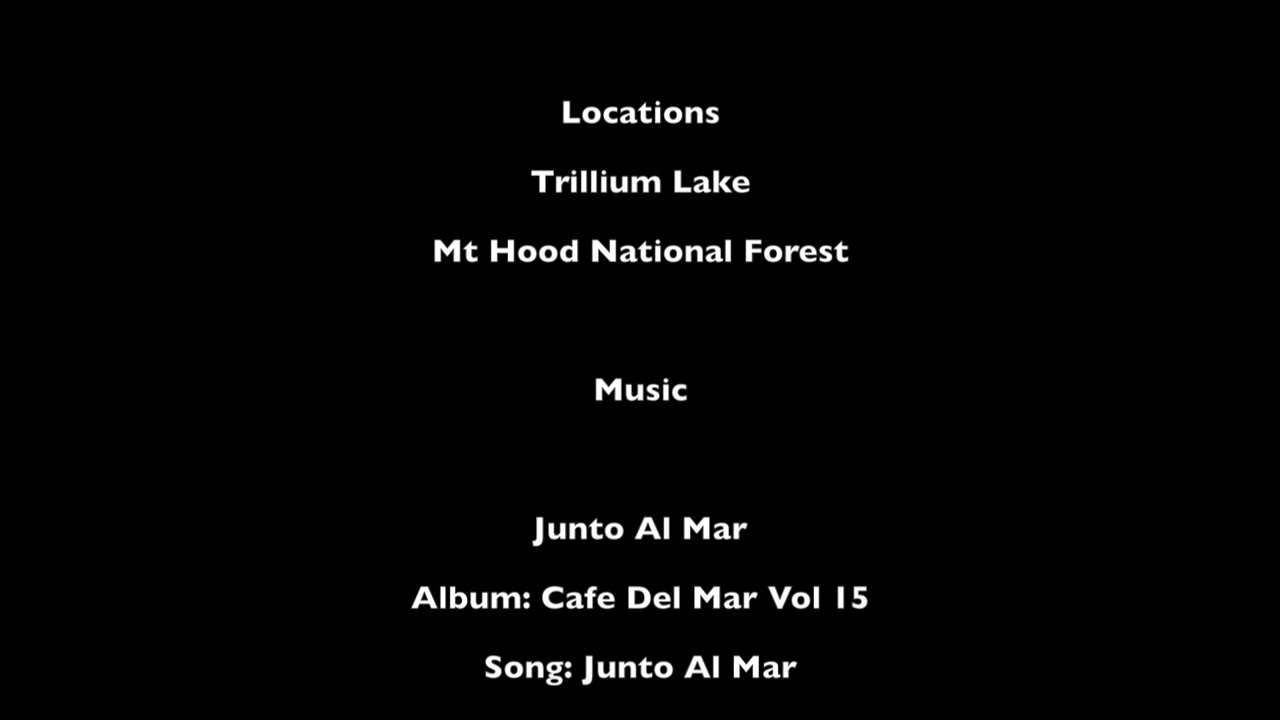 Locations
Trillium Lake
Mt Hood National Forest
Music
Junto Al Mar
Album: Cafe Del Mar Vol 15
Song: Junto Al Mar